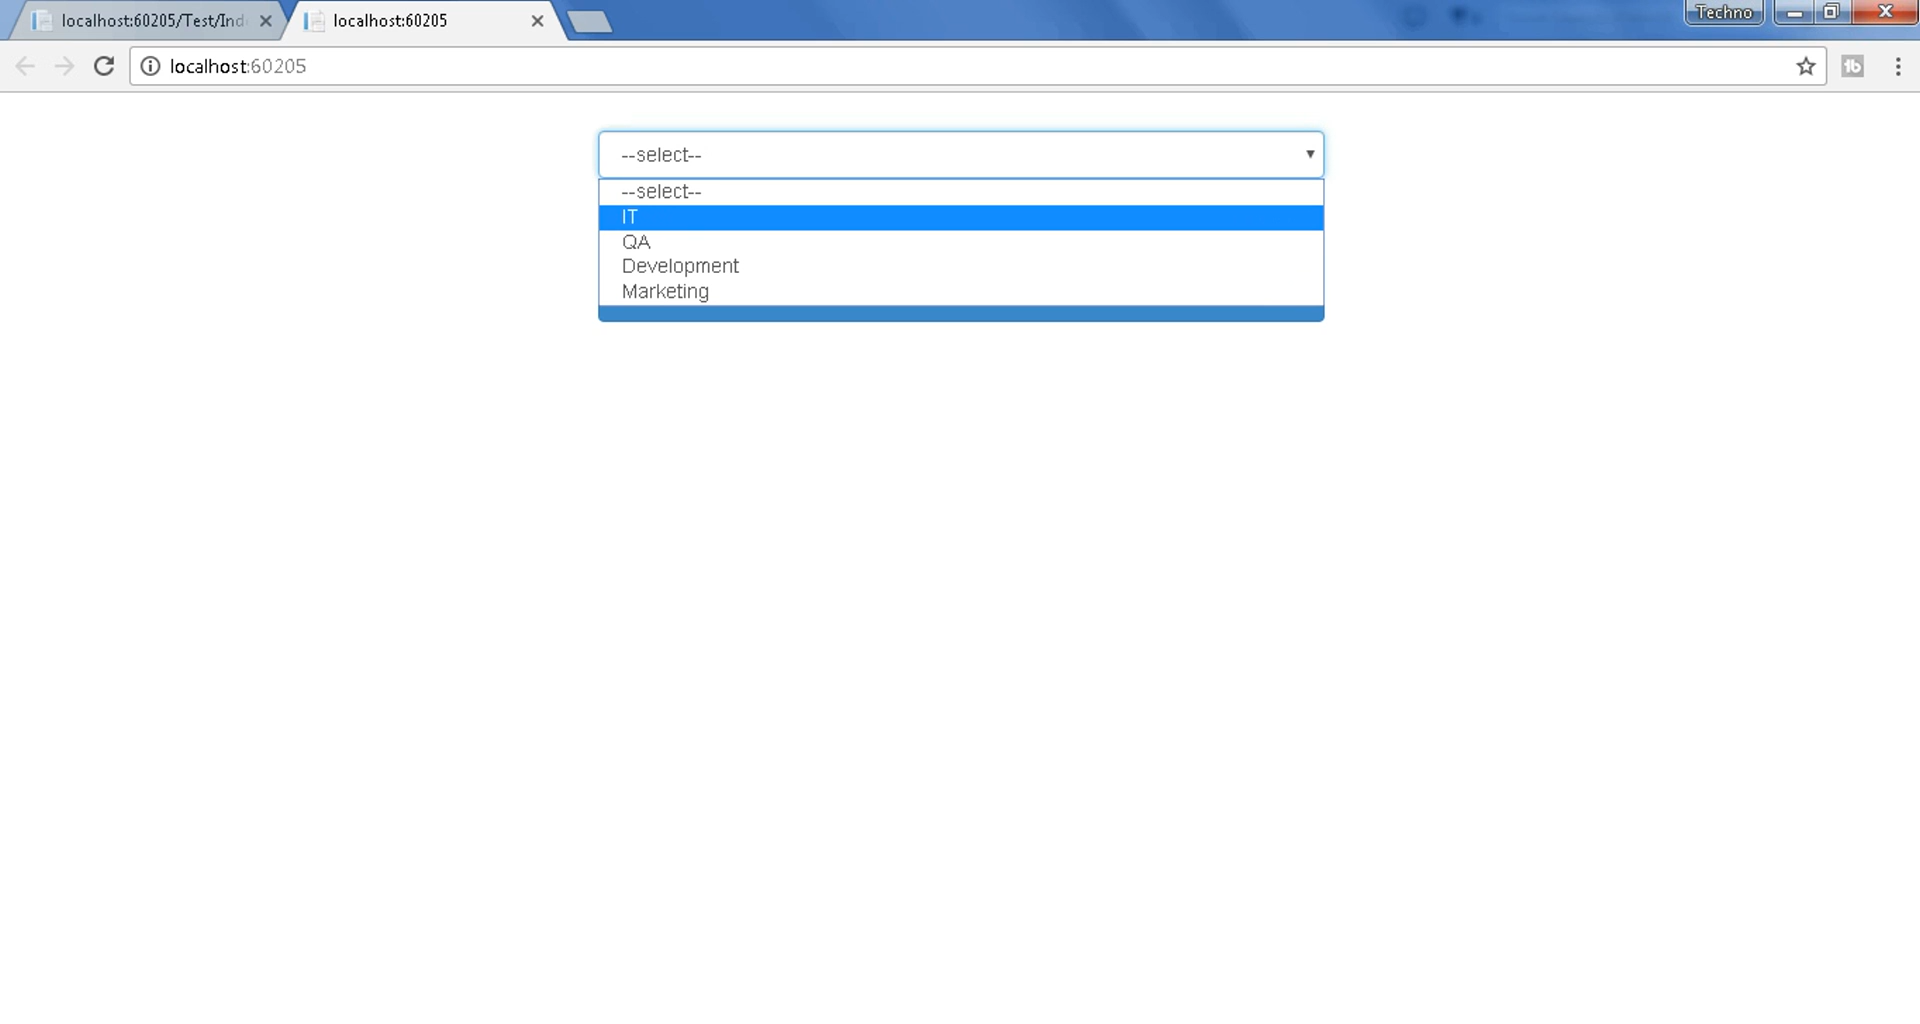 localhost:60205/Test/Ind
localhost:60205
Techno
localhost:60205
--select--
--select--
IT
QA
Development
Marketing